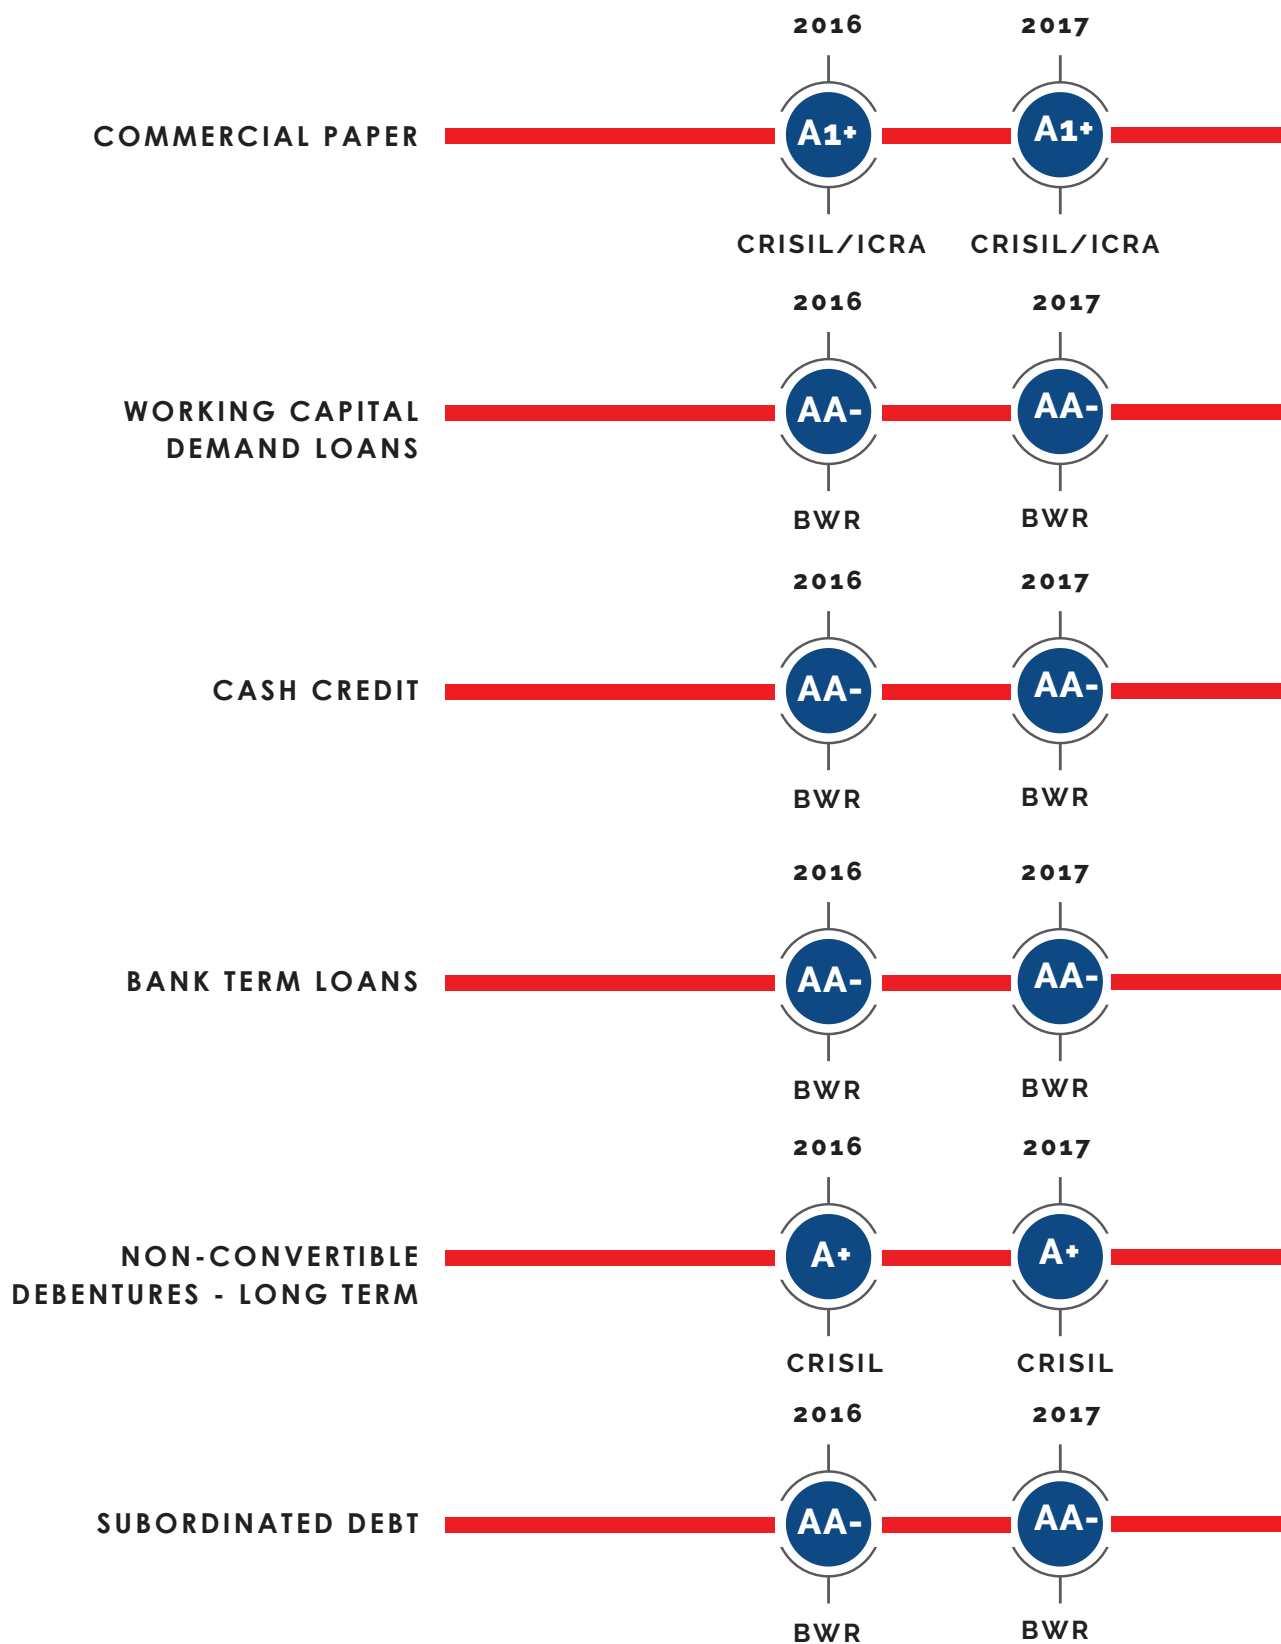 2016 2017
COMMERCIAL PAPER A1+ A1+
CRISIL/ICRA CRISIL/ICRA
2016 2017
WORKING CAPITAL AA- AA-
DEMAND LOANS
BWR BWR
2016 2017
CASH CREDIT AA- AA-
BWR BWR
2016 2017
BANK TERM LOANS AA- AA-
BWR BWR
2016 2017
NON-CONVERTIBLE A+ A+
DEBENTURES - LONG TERM
CRISIL CRISIL
2016 2017
SUBORDINATED DEBT AA- AA-
BWR BWR